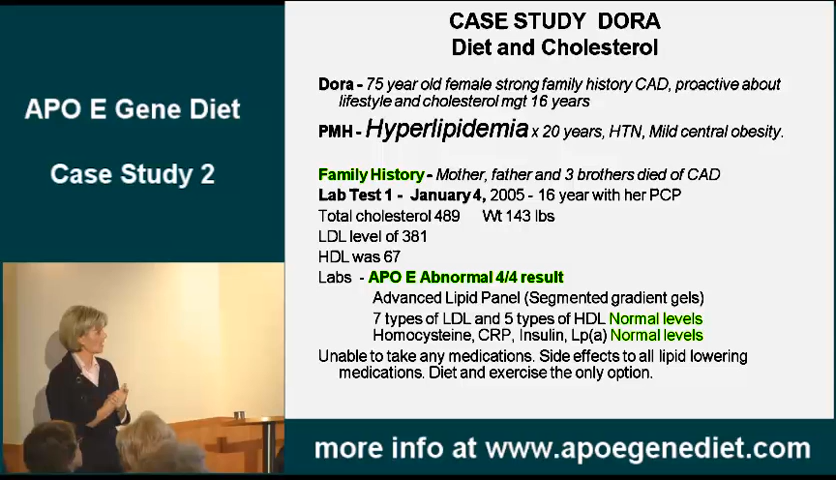 APO E Gene Diet
Case Study 2
CASE STUDY DORA
Diet and Cholesterol
Dora - 75 year old female strong family history CAD, proactive about
lifestyle and cholesterol mgt 16 years
PMH - Hyperlipidemia x 20 years, HTN, Mild central obesity.
Family History - Mother, father and 3 brothers died of CAD
Lab Test 1 - January 4, 2005 - 16 year with her PCP
Total cholesterol 489 Wt 143 lbs
LDL level of 381
HDL was 67
Labs - APO E Abnormal 4/4 result
Advanced Lipid Panel (Segmented gradient gels)
7 types of LDL and 5 types of HDL Normal levels
Homocysteine, CRP, Insulin, Lp(a) Normal levels
Unable to take any medications. Side effects to all lipid lowering
medications. Diet and exercise the only option.
more info at www.apoegenediet.com